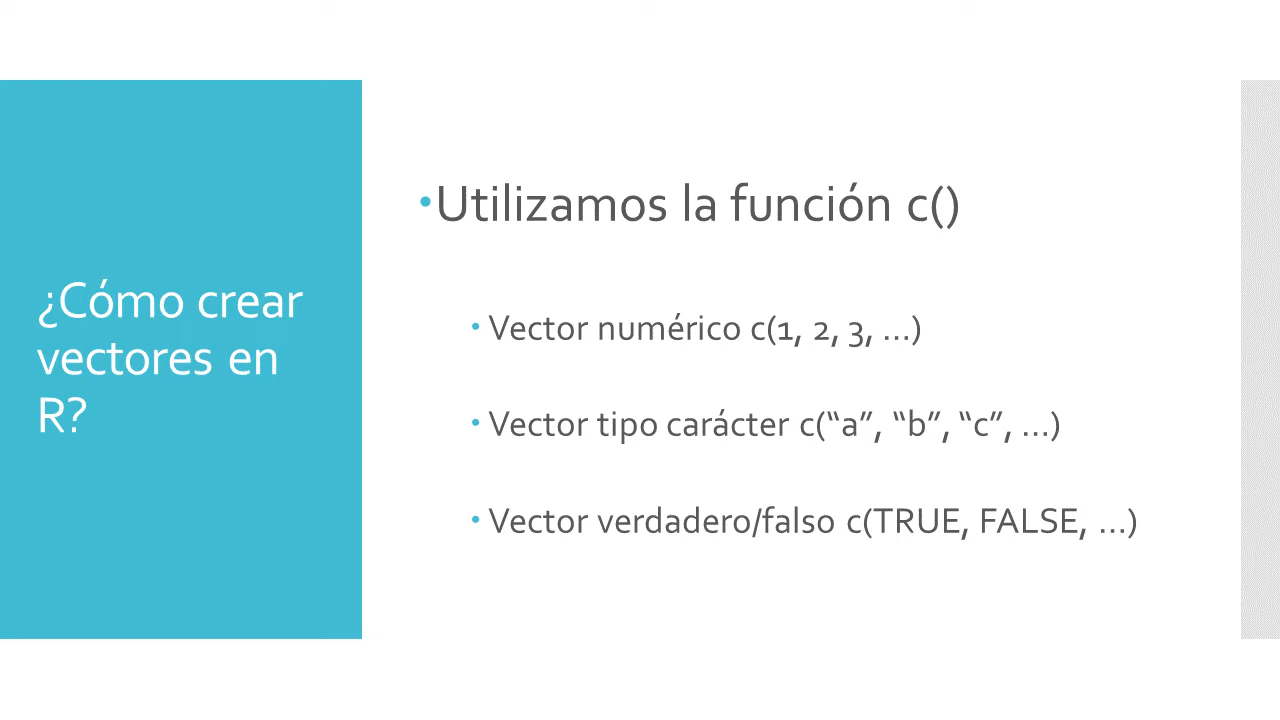 ¿Cómo crear
vectores en
R?
•Utilizamos la función c()
• Vector numérico c(1, 2, 3, …)
• Vector tipo carácter c(“a”, “b”, “c”, …)
• Vector verdadero/falso c(TRUE, FALSE, …)